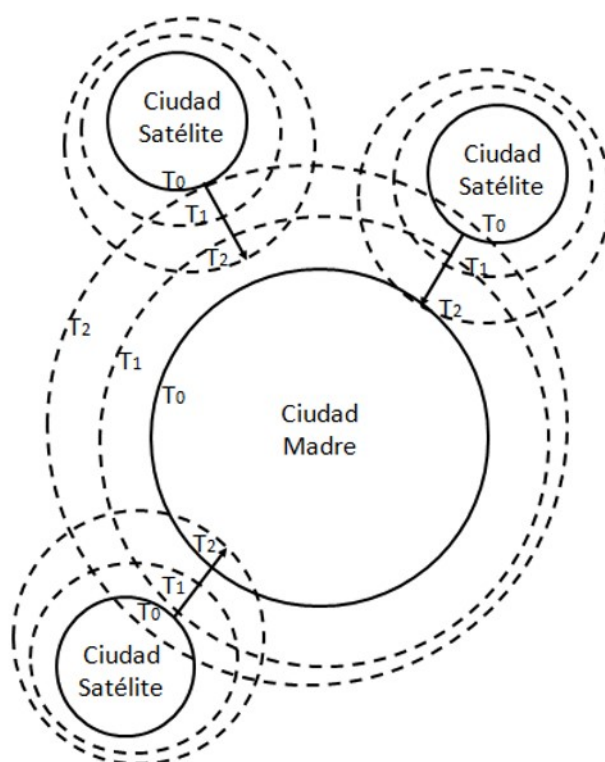 Ciudad
Satélite
T0
T1
T2
Ciudad
Satélite
T0
T1
T2
T2
T1
T0
Ciudad
Madre
T2
T1
T0
Ciudad
Satélite